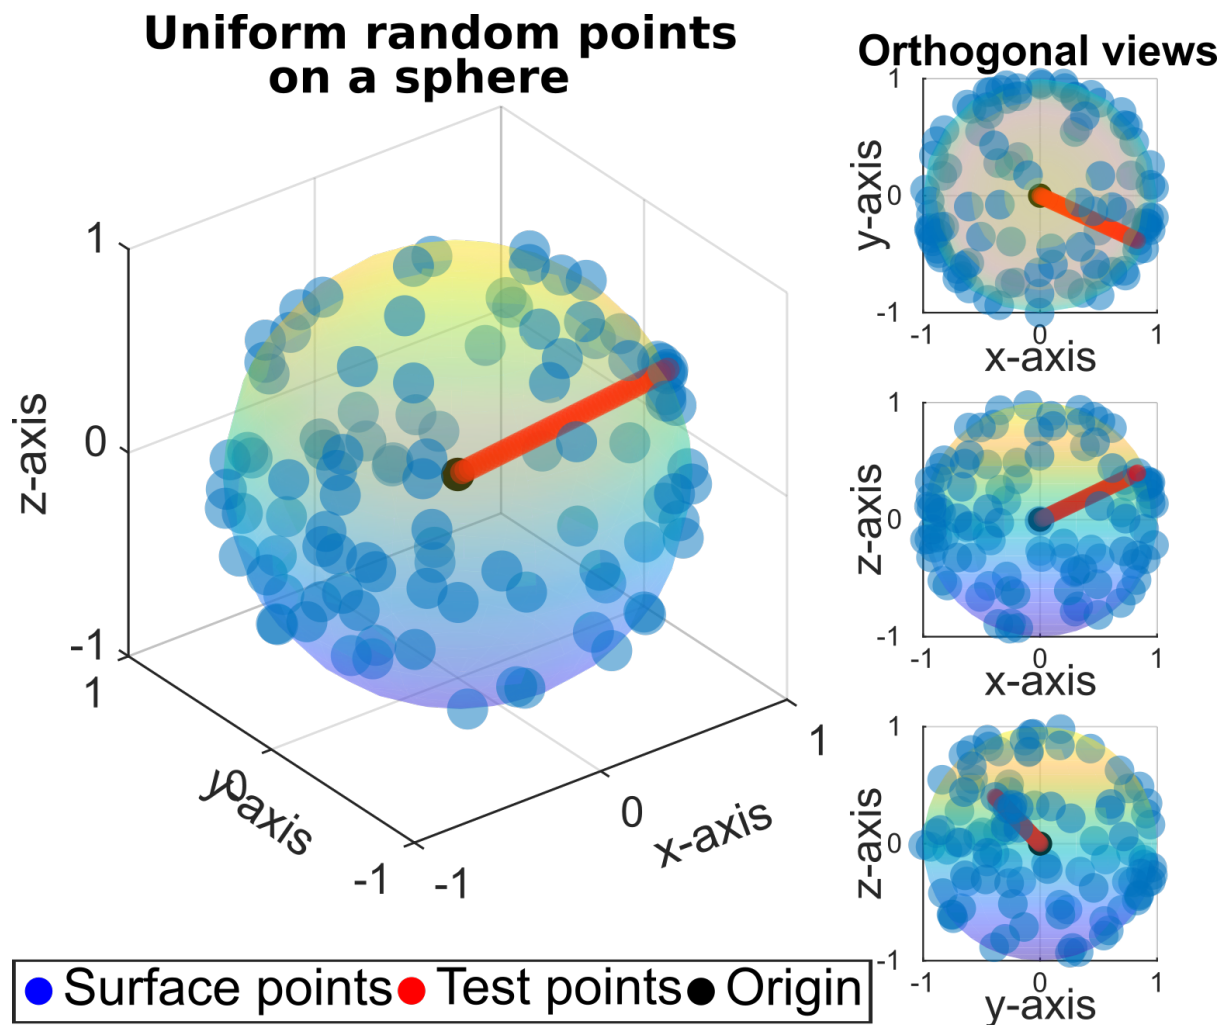 Uniform random points
on a sphere
1
0
-1
z-axis
1
0
-1
y-axis
-1
0
1
x-axis
Orthogonal views
1
0
-1
y-axis
-1
0
1
x-axis
1
0
-1
z-axis
-1
0
1
x-axis
1
0
-1
z-axis
-1
0
1
y-axis
Surface points Test points Origin